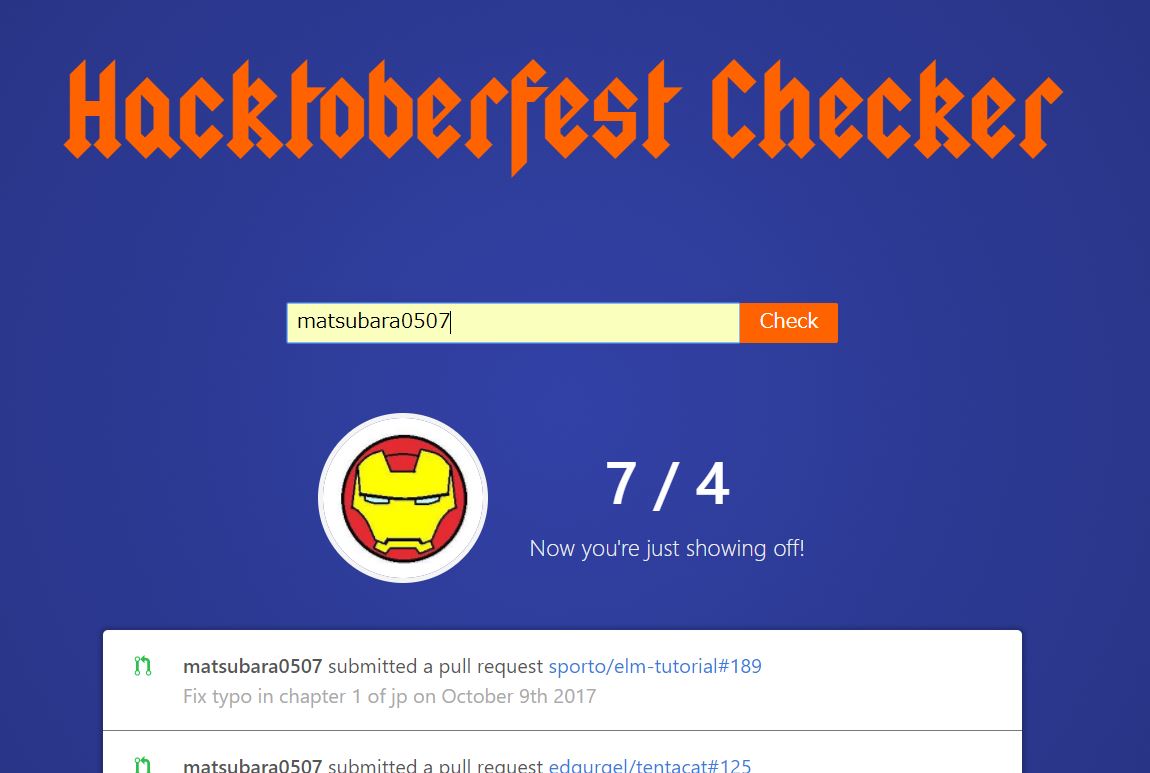 Hacktoberfest Checker
matsubara0507
Check
7 / 4
Now you're just showing off!
matsubara0507 submitted a pull request sporto/elm-tutorial#189
Fix typo in chapter 1 of jp on October 9th 2017
matsubara0507 submitted a pull request edgurgel/tentacat#125